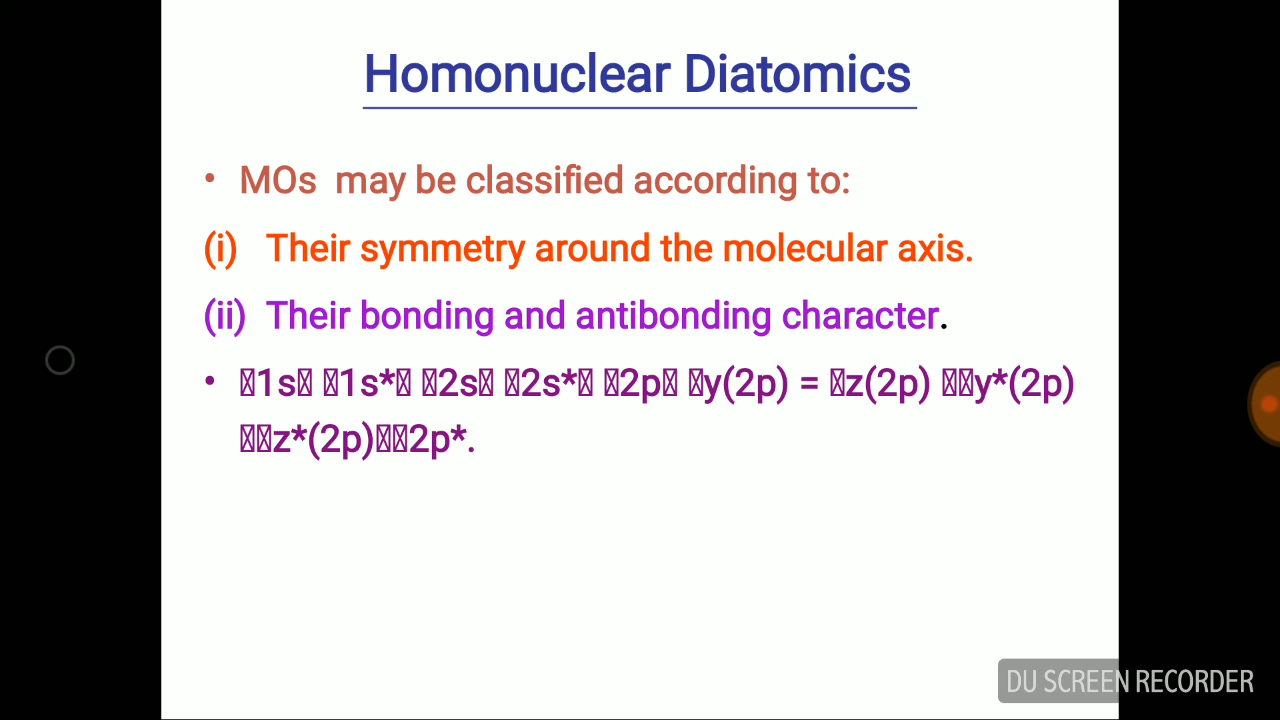 Homonuclear Diatomics
• MOs may be classified according to:
(i) Their symmetry around the molecular axis.
(ii) Their bonding and antibonding character.
• 1s 1s* 2s 2s* 2p y(2p) = z(2p) y*(2p)
z*(2p)2p*.
DU SCREEN RECORDER